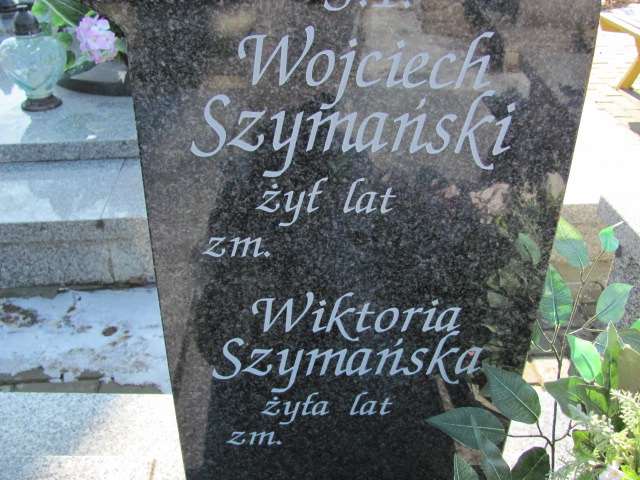 Ś.P.
Wojciech
Szymański
żył lat
zm.
Wiktoria
Szymańska
żyła lat
zm.